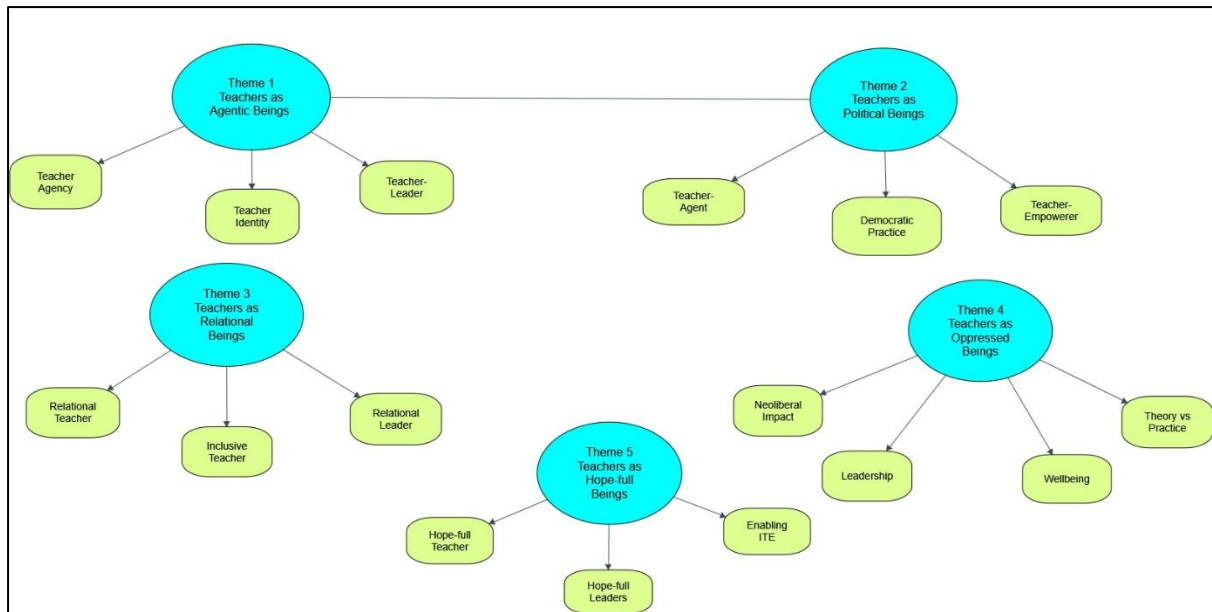 Theme 1
Teachers as
Agentic Beings
Theme 2
Teachers as
Political Beings
Teacher
Agency
Teacher
Identity
Teacher-
Leader
Teacher-
Agent
Democratic
Practice
Teacher-
Empowerer
Theme 3
Teachers as
Relational
Beings
Theme 4
Teachers as
Oppressed
Beings
Relational
Teacher
Inclusive
Teacher
Relational
Leader
Neoliberal
Impact
Leadership
Wellbeing
Theory vs
Practice
Theme 5
Teachers as
Hope-full
Beings
Hope-full
Teacher
Hope-full
Leaders
Enabling
ITE